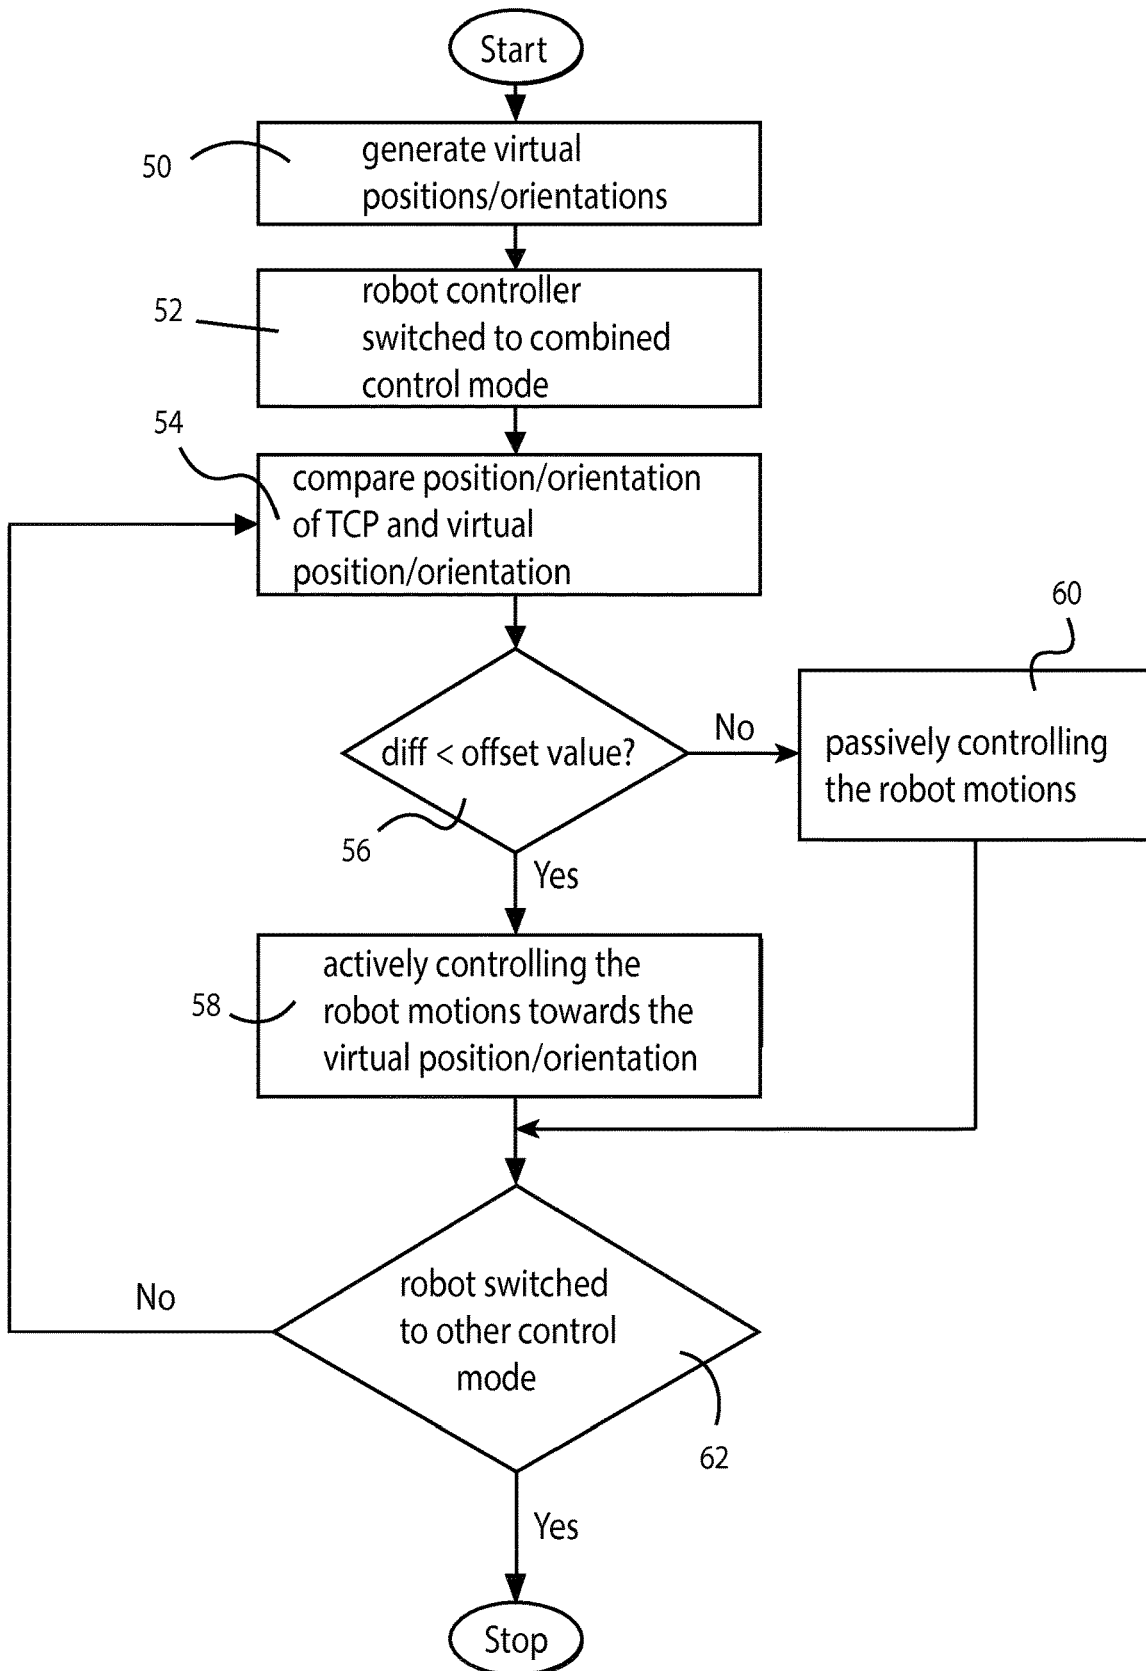 Start
50
generate virtual
positions/orientations
52
robot controller
switched to combined
control mode
54
compare position/orientation
of TCP and virtual
position/orientation
60
diff < offset value?
No
passively controlling
the robot motions
56
Yes
58
actively controlling the
robot motions towards the
virtual position/orientation
No
robot switched
to other control
mode
62
Yes
Stop